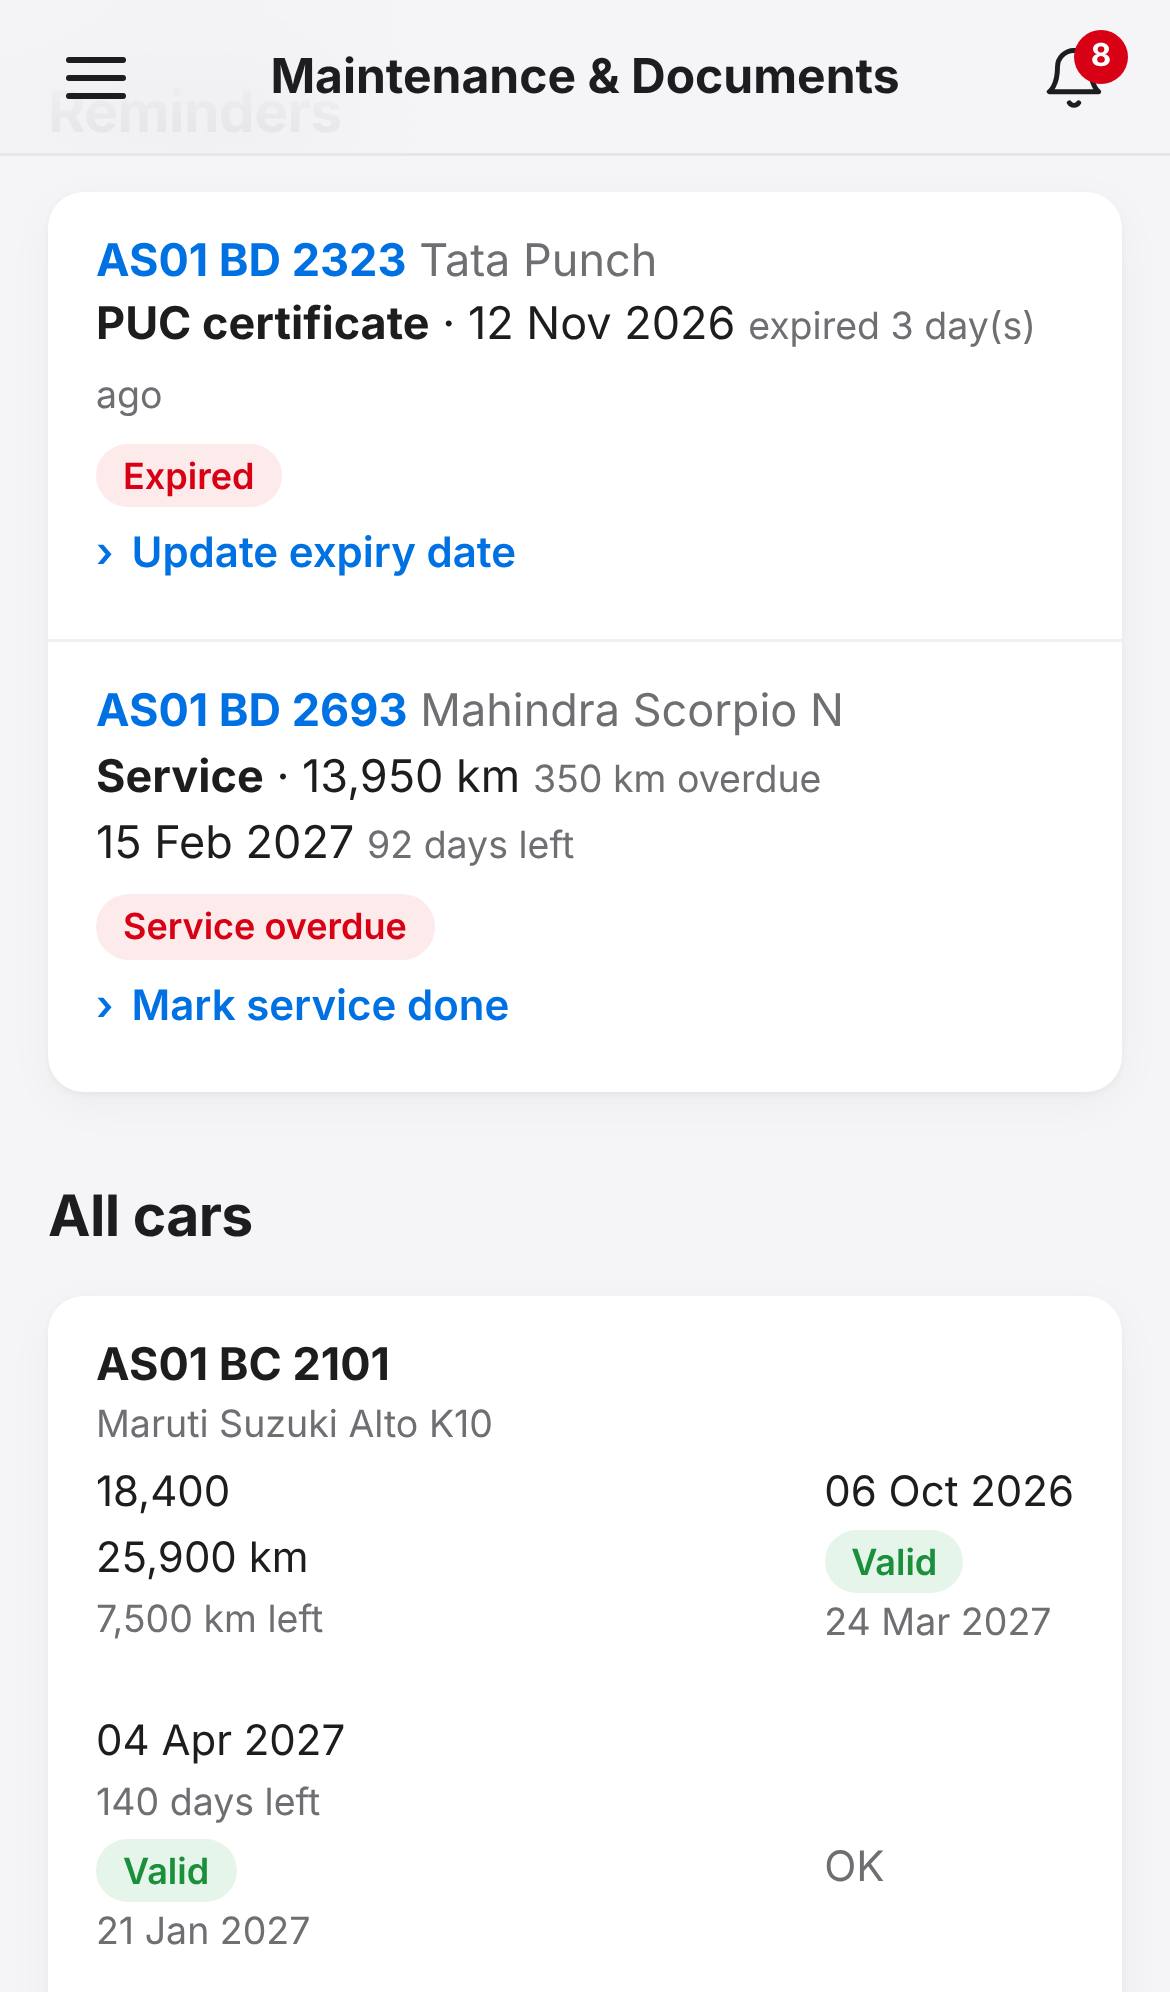 Maintenance & Documents
8
Reminders
AS01 BD 2323 Tata Punch
PUC certificate · 12 Nov 2026 expired 3 day(s)
ago
Expired
› Update expiry date
AS01 BD 2693 Mahindra Scorpio N
Service · 13,950 km 350 km overdue
15 Feb 2027 92 days left
Service overdue
› Mark service done
All cars
AS01 BC 2101
Maruti Suzuki Alto K10
18,400
25,900 km
7,500 km left
06 Oct 2026
Valid
24 Mar 2027
04 Apr 2027
140 days left
Valid
21 Jan 2027
OK